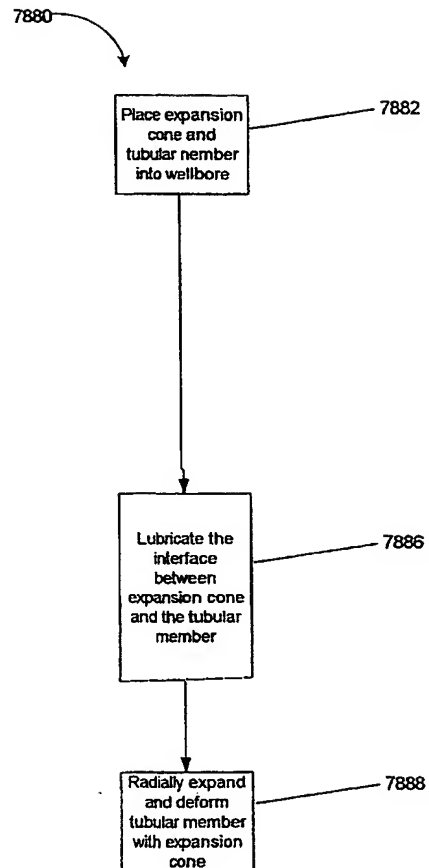 7880
Place expansion
cone and
tubular nember
into wellbore
7882
Lubricate the
interface
between
expansion cone
and the tubular
member
7886
Radially expand
and deform
tubular member
with expansion
cone
7888